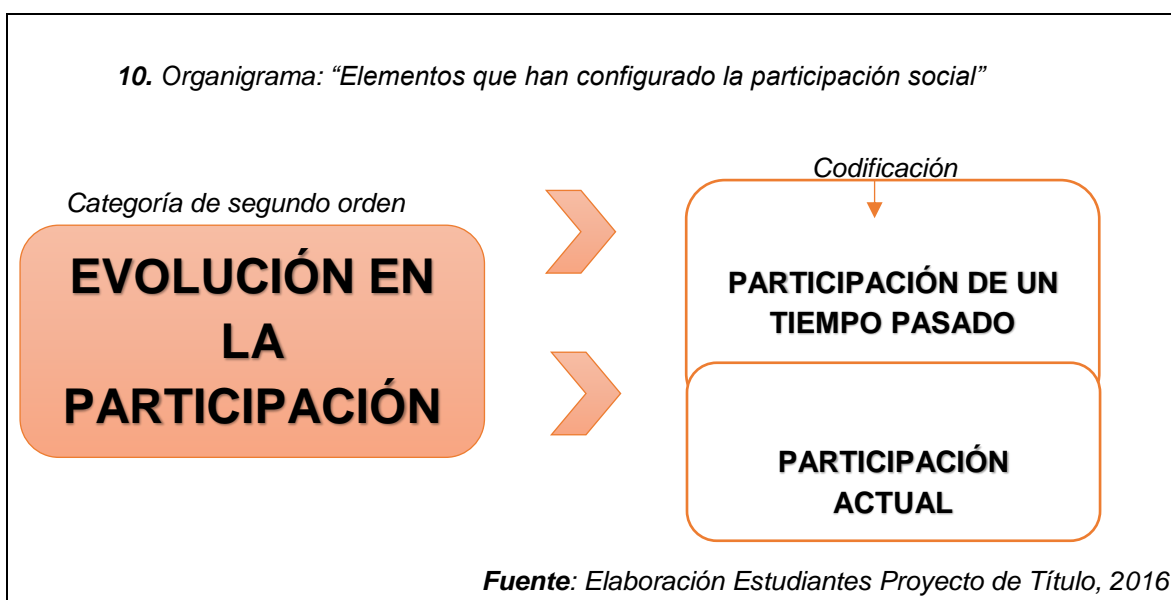 10. Organigrama: “Elementos que han configurado la participación social”
Categoría de segundo orden
EVOLUCIÓN EN
LA
PARTICIPACIÓN
Codificación
PARTICIPACIÓN DE UN
TIEMPO PASADO
PARTICIPACIÓN
ACTUAL
Fuente: Elaboración Estudiantes Proyecto de Título, 2016